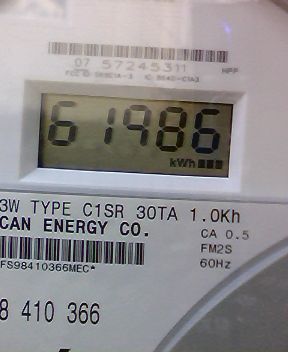 07 57245311
61986
kWh
3W TYPE C1SR 30TA 1.0Kh
CAN ENERGY CO.
CA 0.5
FM2S
FS98410366MEC*
60Hz
8 410 366